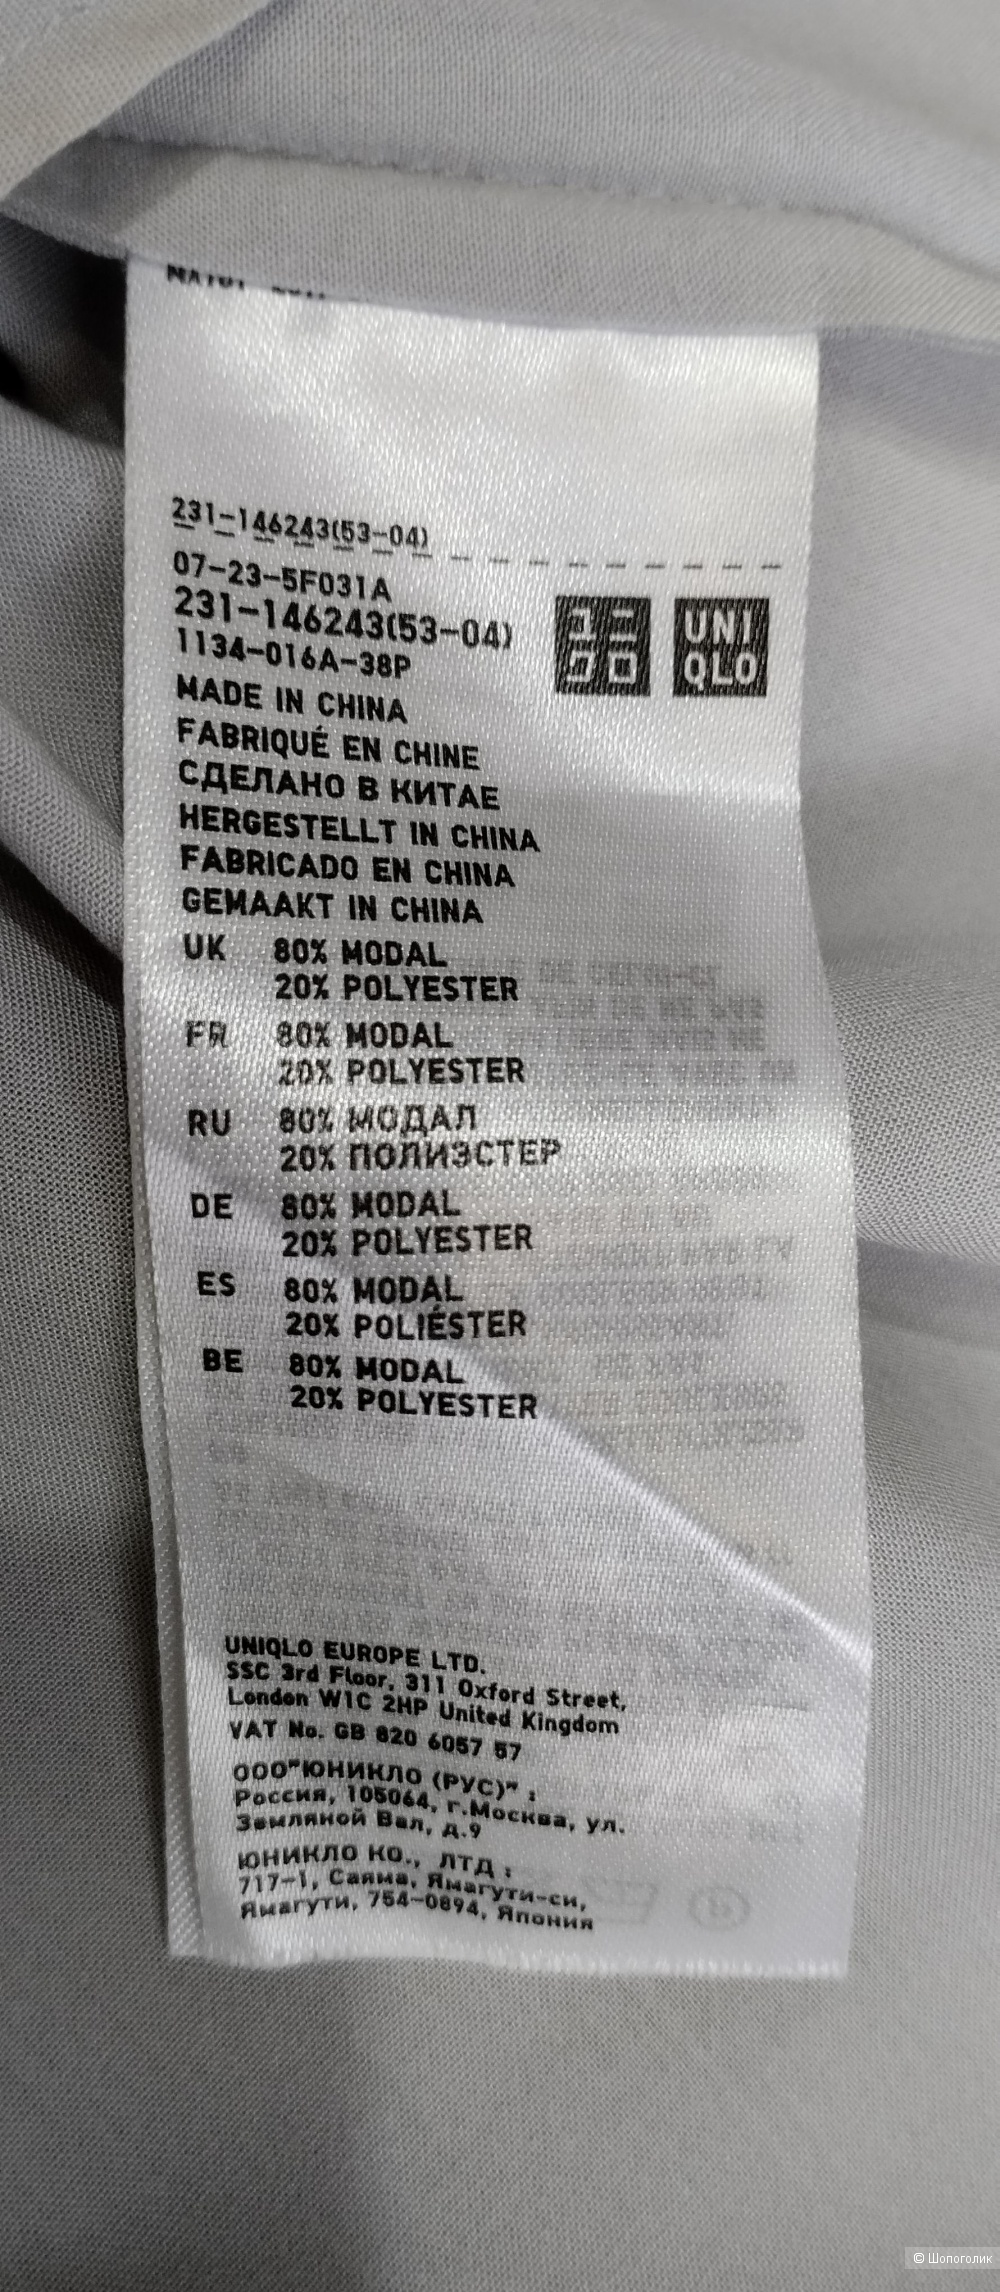 231-146243(53-04)
07-23-5F031A
231-146243(53-04)
1134-016A-38P
ユニ
クロ
UNI
QLO
MADE IN CHINA
FABRIQUÉ EN CHINE
СДЕЛАНО В КИТАЕ
HERGESTELLT IN CHINA
FABRICADO EN CHINA
GEMAAKT IN CHINA
UK 80% MODAL
20% POLYESTER
FR 80% MODAL
20% POLYESTER
RU 80% МОДАЛ
20% ПОЛИЭСТЕР
DE 80% MODAL
20% POLYESTER
ES 80% MODAL
20% POLIÉSTER
BE 80% MODAL
20% POLYESTER
UNIQLO EUROPE LTD.
SSC 3rd Floor, 311 Oxford Street,
London W1C 2HP United Kingdom
VAT No. GB 820 6057 57
ООО"ЮНИКЛО (РУС)" :
Россия, 105064, г.Москва, ул.
Земляной Вал, д.9
ЮНИКЛО КО., ЛТД :
717-1, Саяма, Ямагути-си,
Ямагути, 754-0894, Япония
© Шопоголик